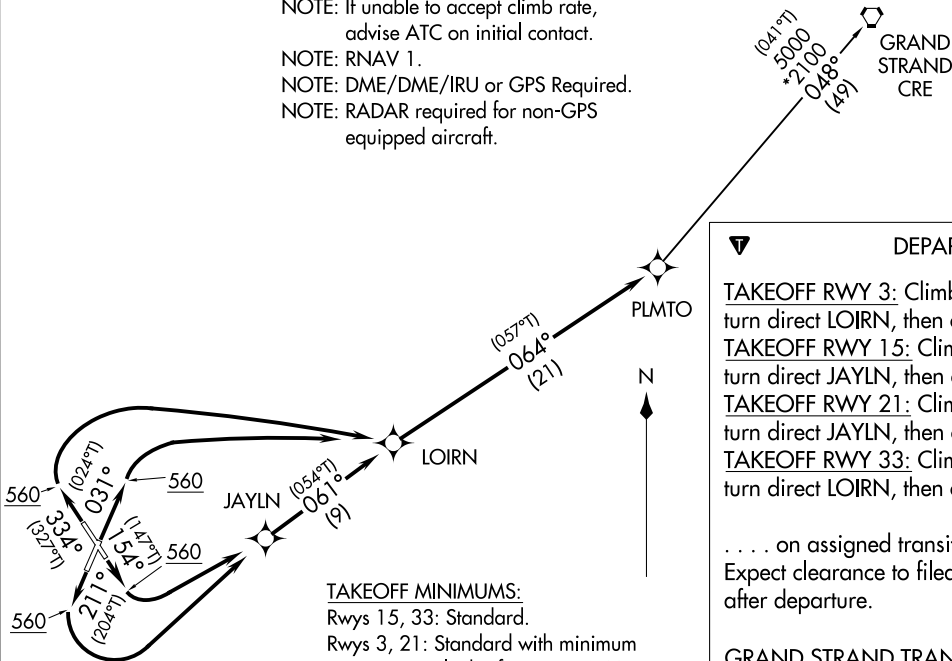 NOTE: If unable to accept climb rate,
advise ATC on initial contact.
NOTE: RNAV 1.
NOTE: DME/DME/IRU or GPS Required.
NOTE: RADAR required for non-GPS
equipped aircraft.
(041°T)
5000
*2100
048°
(49)
GRAND
STRAND
CRE
PLMTO
(057°T)
064°
(21)
N
LOIRN
JAYLN
(054°T)
061°
(9)
560
(024°T)
031°
560
334°
(327°T)
(147°T)
154°
560
211°
(204°T)
560
TAKEOFF MINIMUMS:
Rwys 15, 33: Standard.
Rwys 3, 21: Standard with minimum
T
DEPAR
TAKEOFF RWY 3: Climb
turn direct LOIRN, then
TAKEOFF RWY 15: Clim
turn direct JAYLN, then
TAKEOFF RWY 21: Clim
turn direct JAYLN, then
TAKEOFF RWY 33: Clim
turn direct LOIRN, then
. . . . on assigned transit
Expect clearance to filed
after departure.
GRAND STRAND TRAN